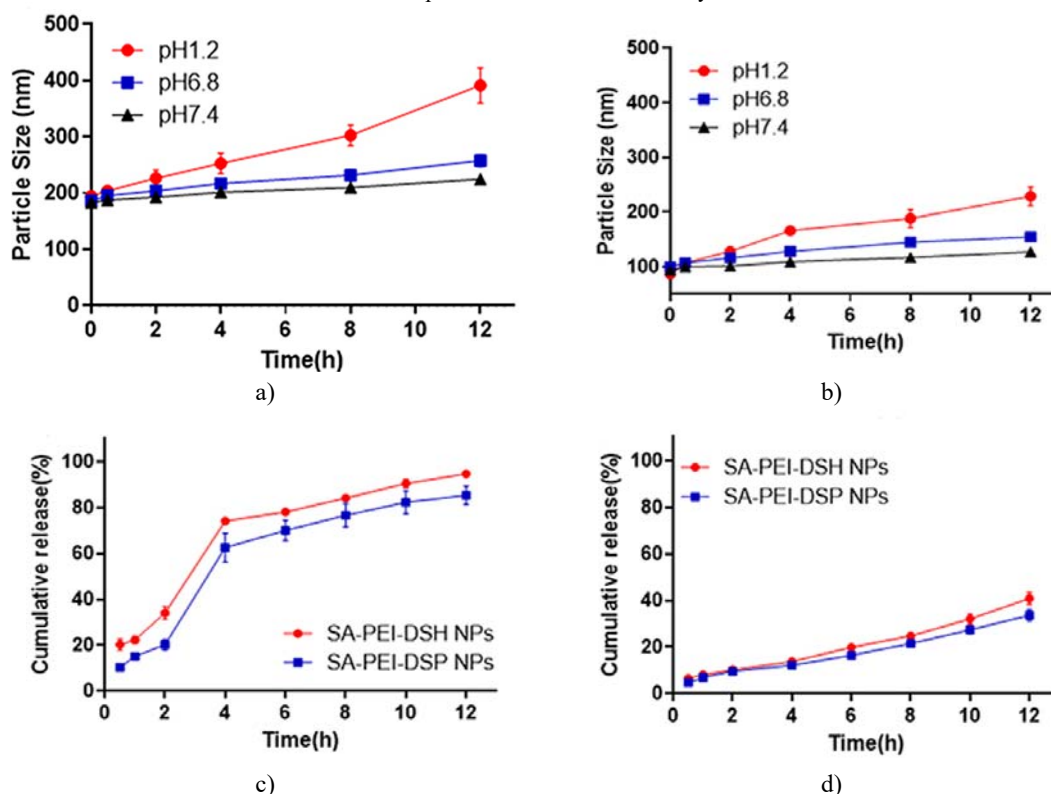 500
400
300
200
100
0
Particle Size (nm)
pH1.2
pH6.8
pH7.4
0 2 4 6 8 10 12
Time(h)
a)
500
400
300
200
100
Particle Size (nm)
pH1.2
pH6.8
pH7.4
0 2 4 6 8 10 12
Time(h)
b)
100
80
60
40
20
0
Cumulative release(%)
SA-PEI-DSH NPs
SA-PEI-DSP NPs
0 2 4 6 8 10 12
Time(h)
c)
100
80
60
40
20
0
Cumulative release(%)
SA-PEI-DSH NPs
SA-PEI-DSP NPs
0 2 4 6 8 10 12
Time(h)
d)